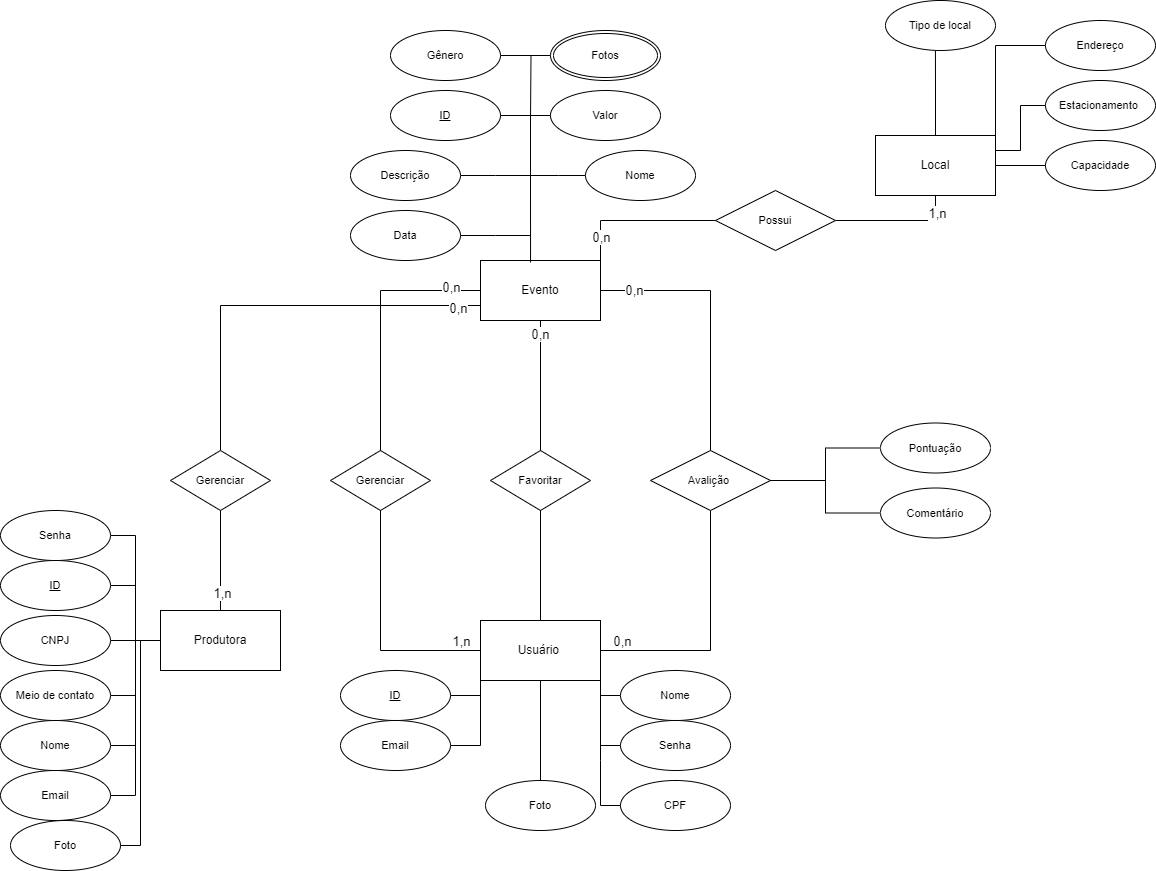 Tipo de local
Gênero
Fotos
Endereço
ID
Valor
Estacionamento
Descrição
Nome
Local
Capacidade
Data
Possui
1,n
0,n
Evento
0,n
0,n
0,n
0,n
Gerenciar
Gerenciar
Favoritar
Avalição
Pontuação
Comentário
Senha
ID
1,n
CNPJ
Produtora
1,n
Usuário
0,n
Meio de contato
ID
Nome
Nome
Email
Senha
Email
Foto
CPF
Foto